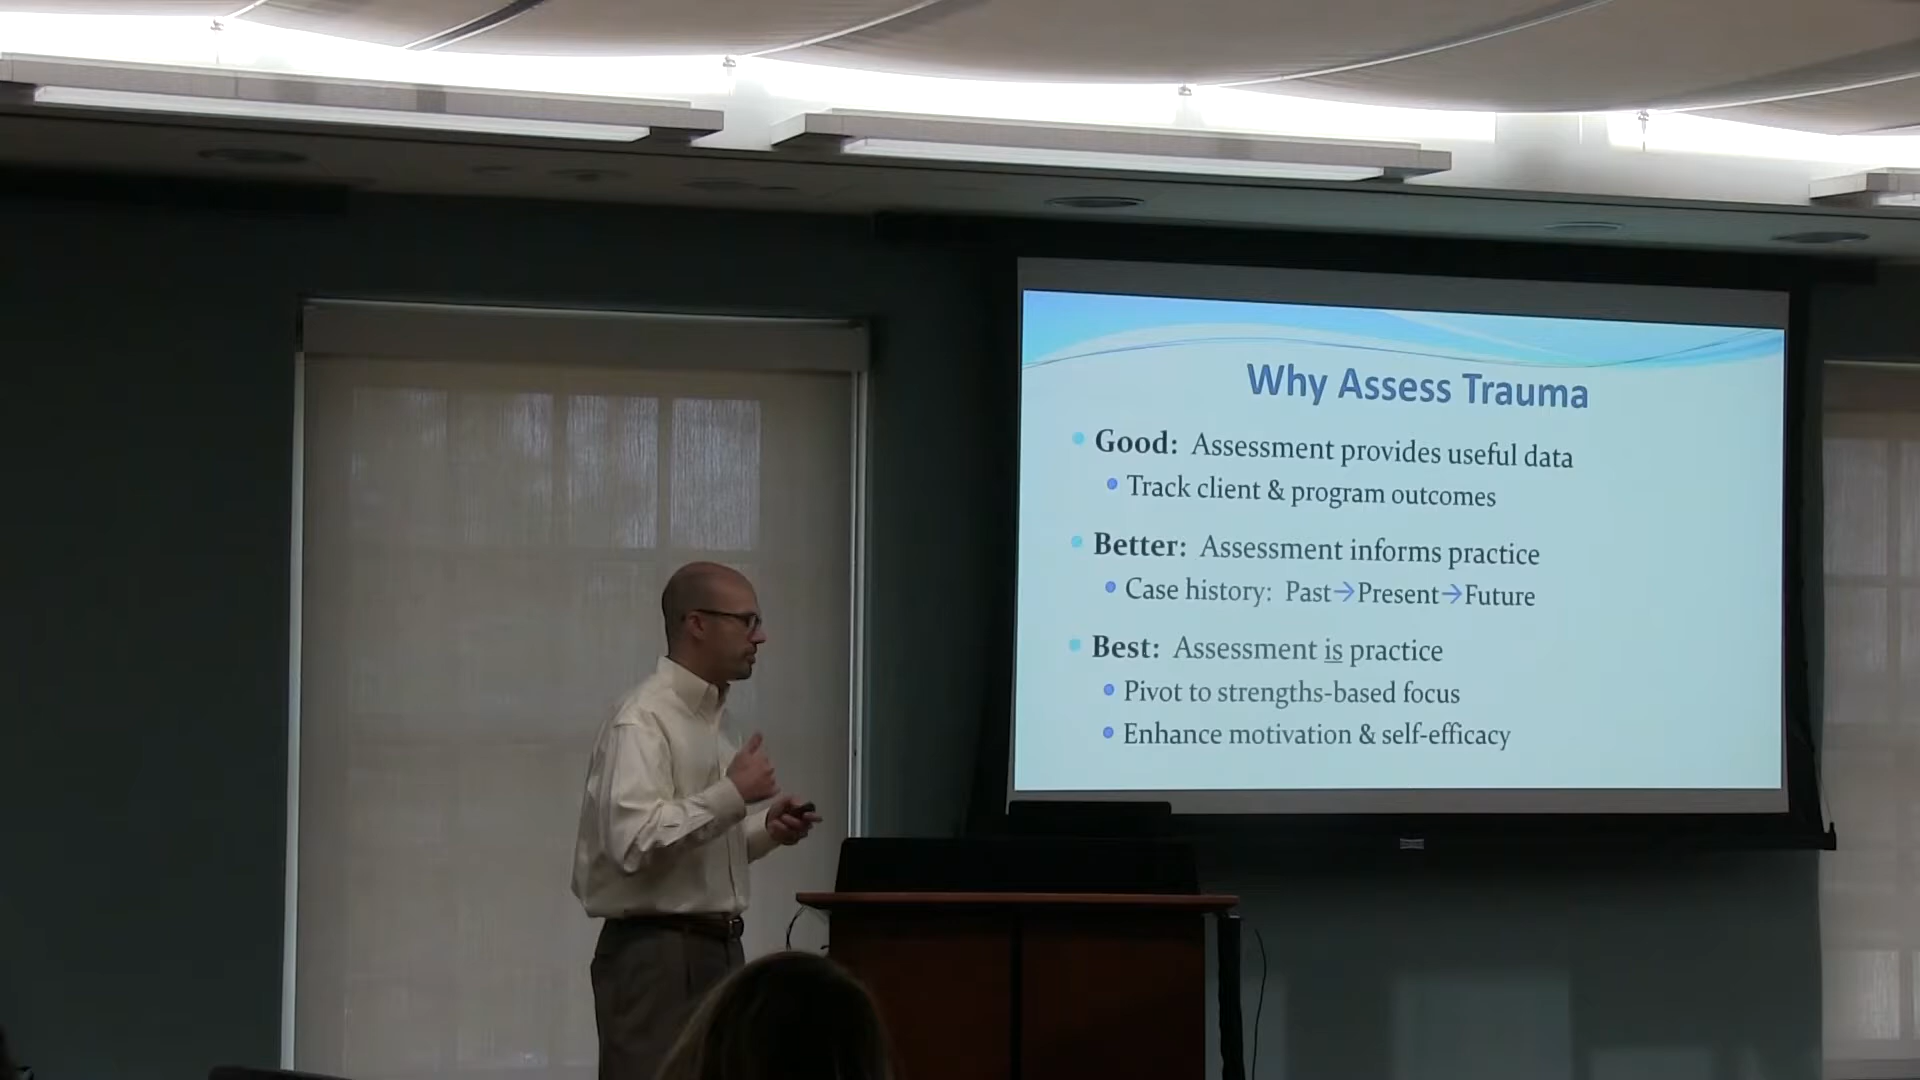 Why Assess Trauma
Good: Assessment provides useful data
Track client & program outcomes
Better: Assessment informs practice
Case history: Past→Present→Future
Best: Assessment is practice
Pivot to strengths-based focus
Enhance motivation & self-efficacy